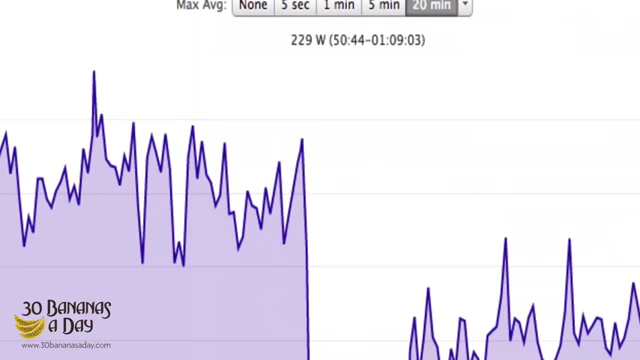 Max Avg: None 5 sec 1 min 5 min 20 min
229 W (50:44-01:09:03)
30 BANANAS
A DAY
www.30bananasaday.com